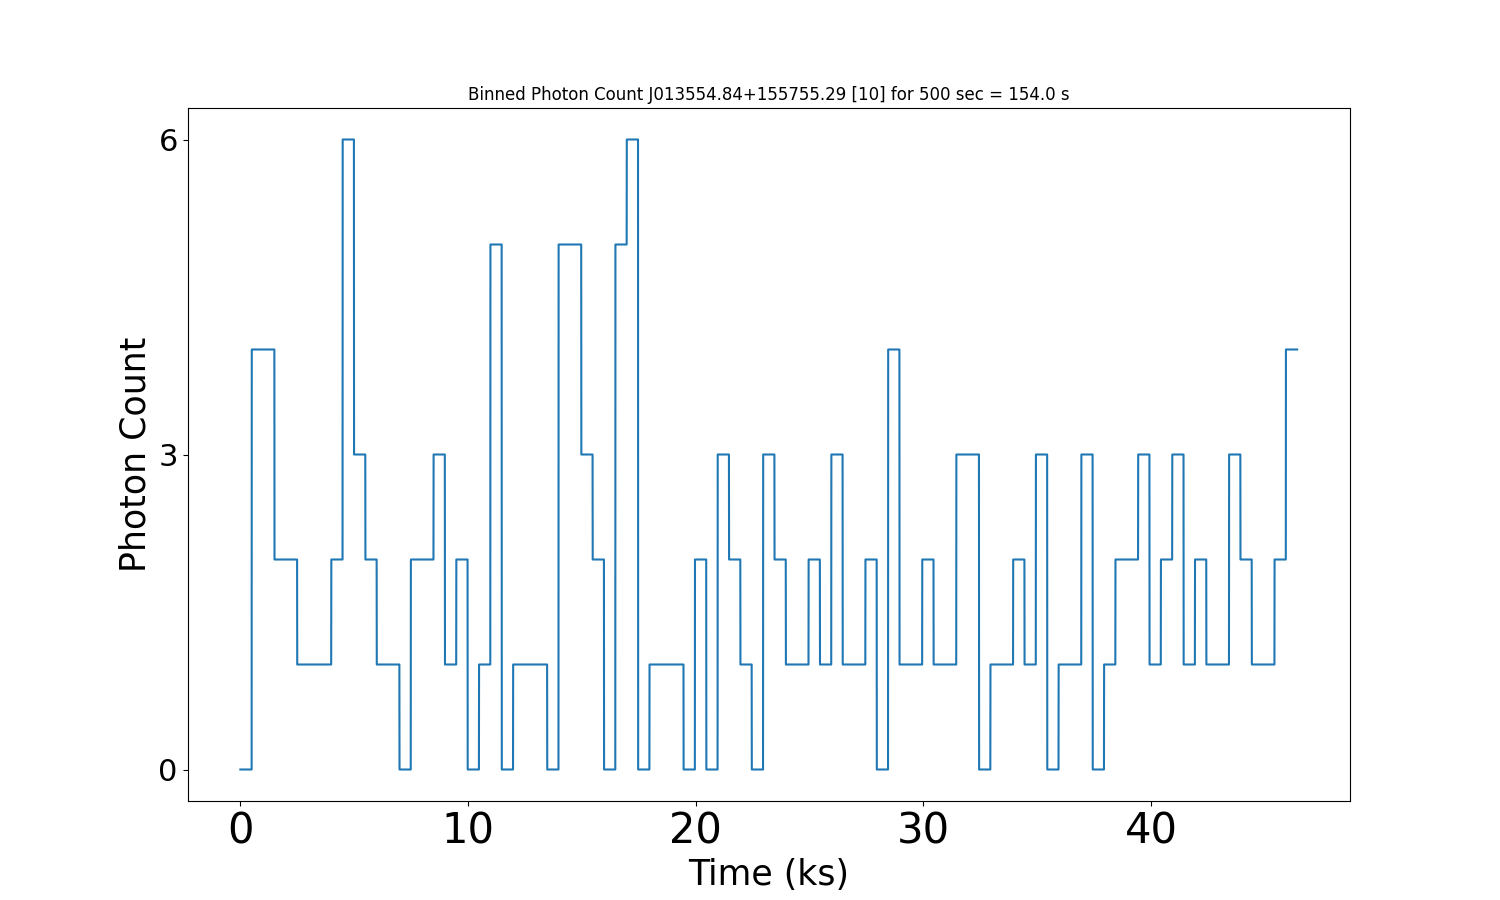 Binned Photon Count J013554.84+155755.29 [10] for 500 sec = 154.0 s
6
3
0
Photon Count
0 10 20 30 40
Time (ks)